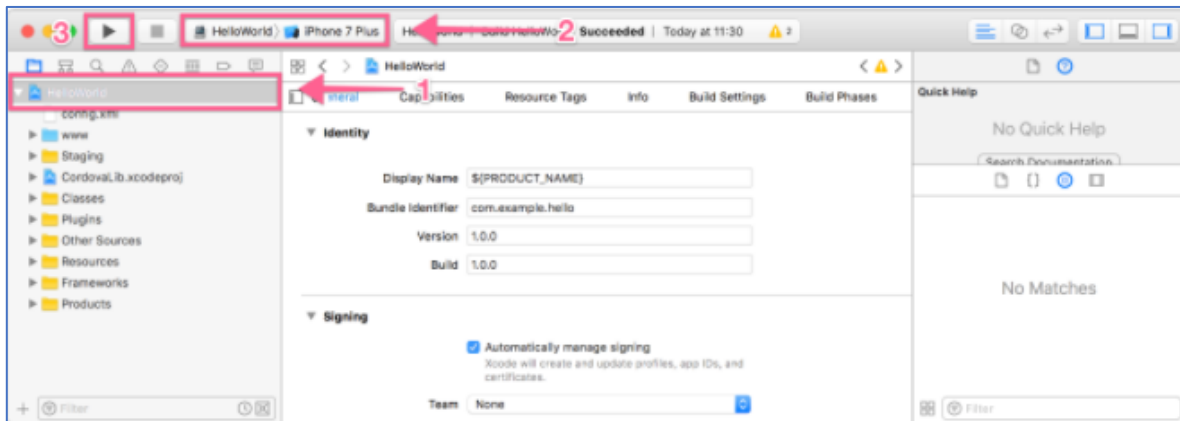 3
HelloWorld
iPhone 7 Plus
2
Succeeded | Today at 11:30
2
HelloWorld
1
HelloWorld
config.xml
www
Staging
CordovaLib.xcodeproj
Classes
Plugins
Other Sources
Resources
Frameworks
Products
Filter
General Capabilities Resource Tags Info Build Settings Build Phases
Identity
Display Name ${PRODUCT_NAME}
Bundle Identifier com.example.hello
Version 1.0.0
Build 1.0.0
Signing
Automatically manage signing
Xcode will create and update profiles, app IDs, and
certificates.
Team None
Quick Help
No Quick Help
Search Documentation
No Matches
Filter